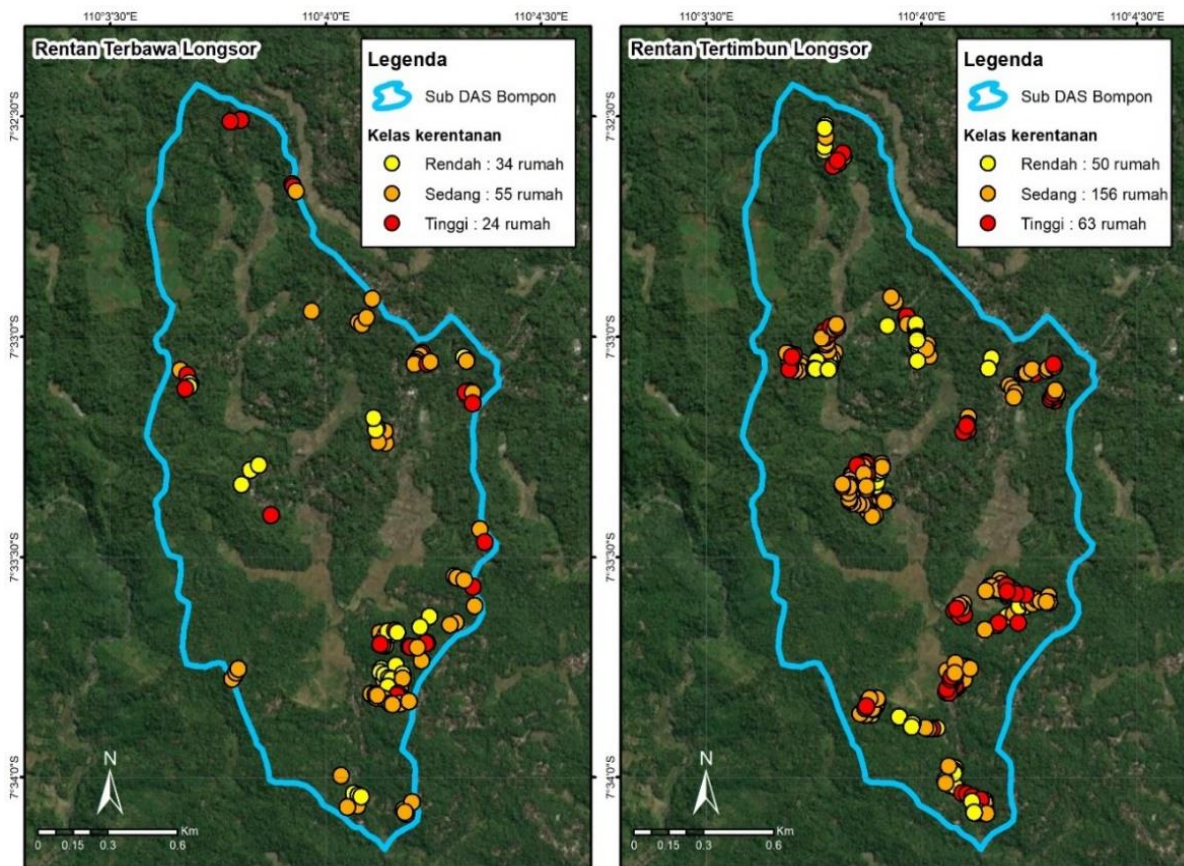 110°3'30"E 110°4'0"E 110°4'30"E
Rentan Terbawa Longsor
Legenda
Sub DAS Bompon
Kelas kerentanan
Rendah : 34 rumah
Sedang : 55 rumah
Tinggi : 24 rumah
7°32'30"S
7°33'0"S
7°33'30"S
7°34'0"S
N
Km
0 0.15 0.3 0.6
110°3'30"E 110°4'0"E 110°4'30"E
Rentan Tertimbun Longsor
Legenda
Sub DAS Bompon
Kelas kerentanan
Rendah : 50 rumah
Sedang : 156 rumah
Tinggi : 63 rumah
7°32'30"S
7°33'0"S
7°33'30"S
7°34'0"S
N
Km
0 0.15 0.3 0.6